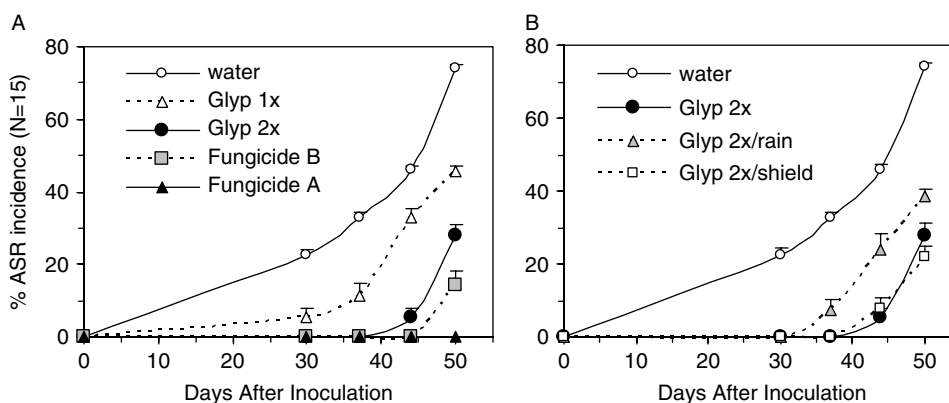 A
80
60
40
20
0
% ASR incidence (N=15)
water
Glyp 1x
Glyp 2x
Fungicide B
Fungicide A
0 10 20 30 40 50
Days After Inoculation
B
80
60
40
20
0
water
Glyp 2x
Glyp 2x/rain
Glyp 2x/shield
0 10 20 30 40 50
Days After Inoculation